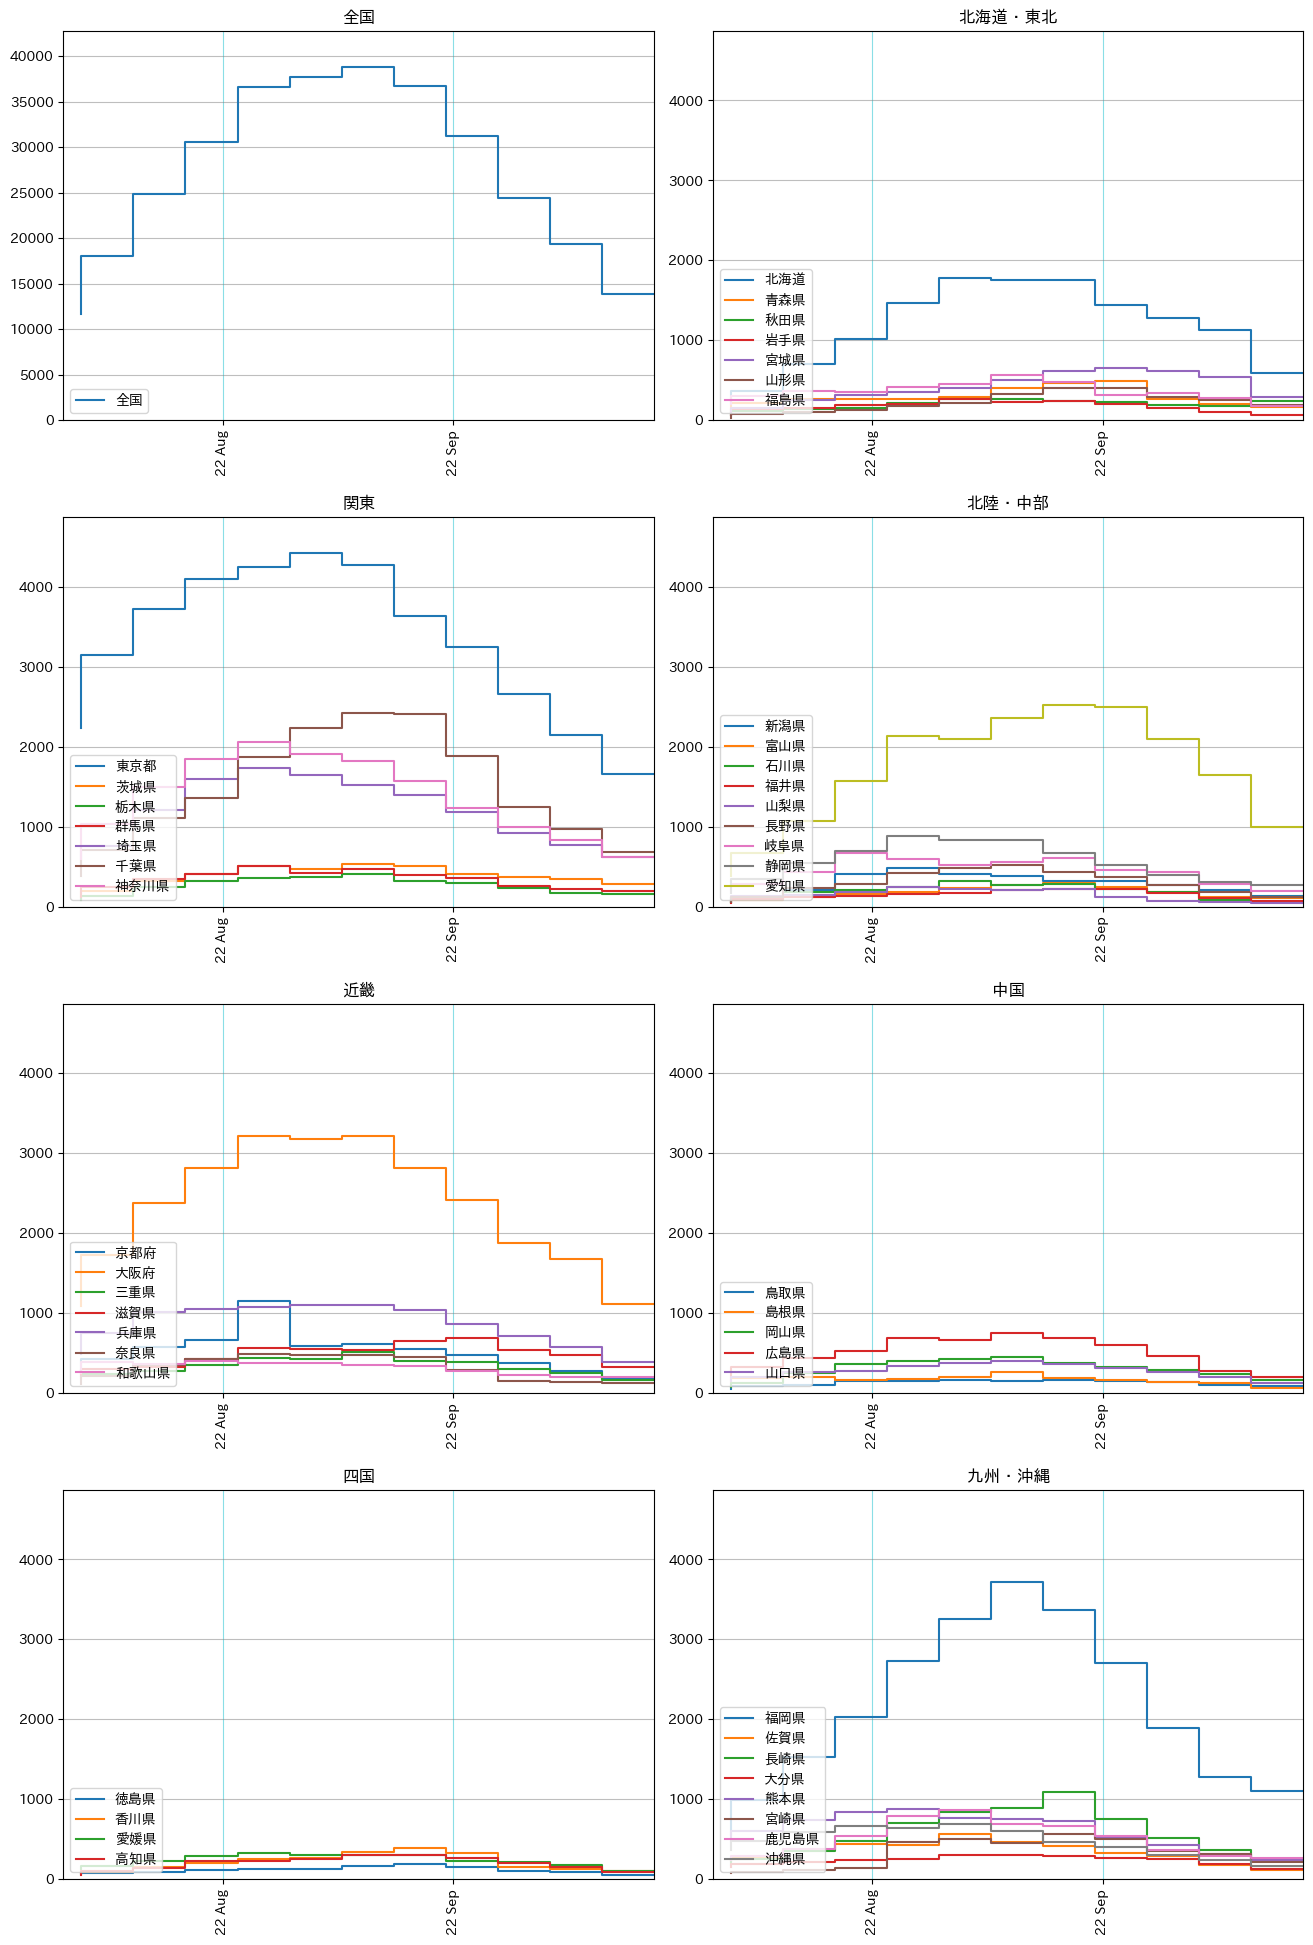 全国
40000
35000
30000
25000
20000
15000
10000
5000
0
全国
22 Aug
22 Sep
北海道・東北
4000
3000
2000
1000
0
北海道
青森県
秋田県
岩手県
宮城県
山形県
福島県
22 Aug
22 Sep
関東
4000
3000
2000
1000
0
東京都
茨城県
栃木県
群馬県
埼玉県
千葉県
神奈川県
22 Aug
22 Sep
北陸・中部
4000
3000
2000
1000
0
新潟県
富山県
石川県
福井県
山梨県
長野県
岐阜県
静岡県
愛知県
22 Aug
22 Sep
近畿
4000
3000
2000
1000
0
京都府
大阪府
三重県
滋賀県
兵庫県
奈良県
和歌山県
22 Aug
22 Sep
中国
4000
3000
2000
1000
0
鳥取県
島根県
岡山県
広島県
山口県
22 Aug
22 Sep
四国
4000
3000
2000
1000
0
徳島県
香川県
愛媛県
高知県
22 Aug
22 Sep
九州・沖縄
4000
3000
2000
1000
0
福岡県
佐賀県
長崎県
大分県
熊本県
宮崎県
鹿児島県
沖縄県
22 Aug
22 Sep